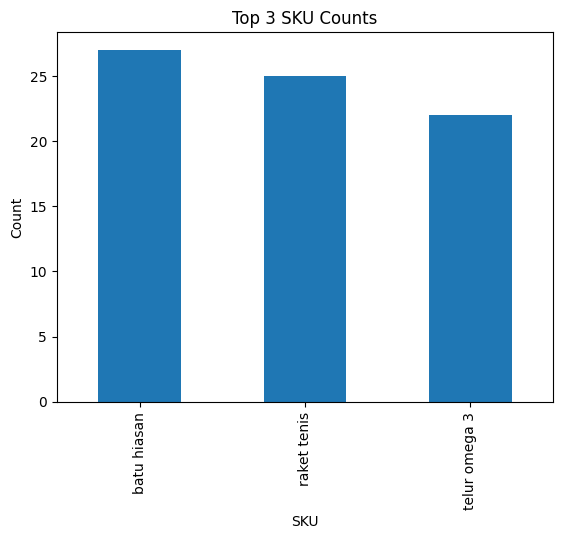 Top 3 SKU Counts
Count
25
20
15
10
5
0
batu hiasan
raket tenis
telur omega 3
SKU